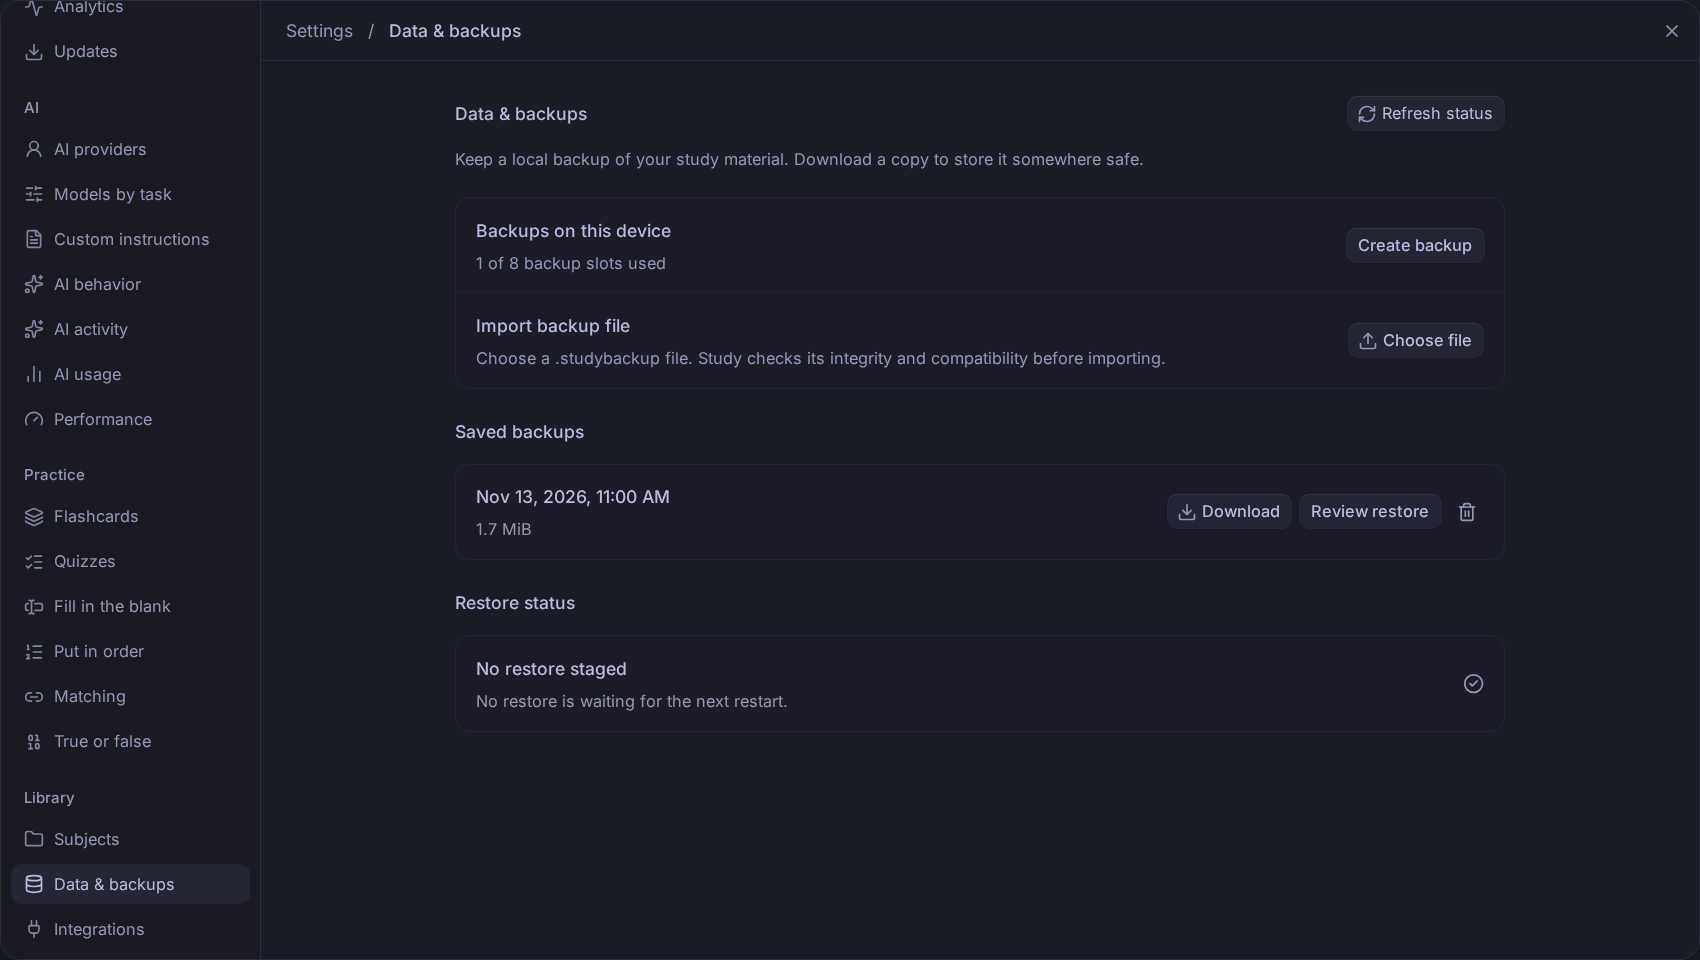 Analytics
Updates
AI
AI providers
Models by task
Custom instructions
AI behavior
AI activity
AI usage
Performance
Practice
Flashcards
Quizzes
Fill in the blank
Put in order
Matching
True or false
Library
Subjects
Data & backups
Integrations
Settings / Data & backups
Data & backups
Refresh status
Keep a local backup of your study material. Download a copy to store it somewhere safe.
Backups on this device
1 of 8 backup slots used
Create backup
Import backup file
Choose a .studybackup file. Study checks its integrity and compatibility before importing.
Choose file
Saved backups
Nov 13, 2026, 11:00 AM
1.7 MiB
Download
Review restore
Restore status
No restore staged
No restore is waiting for the next restart.